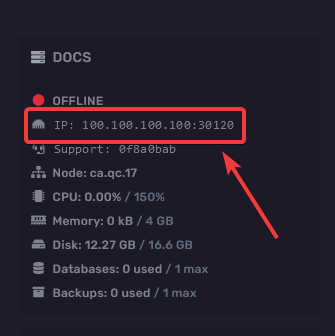 DOCS
OFFLINE
IP: 100.100.100.100:30120
Support: 0f8a0bab
Node: ca.qc.17
CPU: 0.00% / 150%
Memory: 0 kB / 4 GB
Disk: 12.27 GB / 16.6 GB
Databases: 0 used / 1 max
Backups: 0 used / 1 max